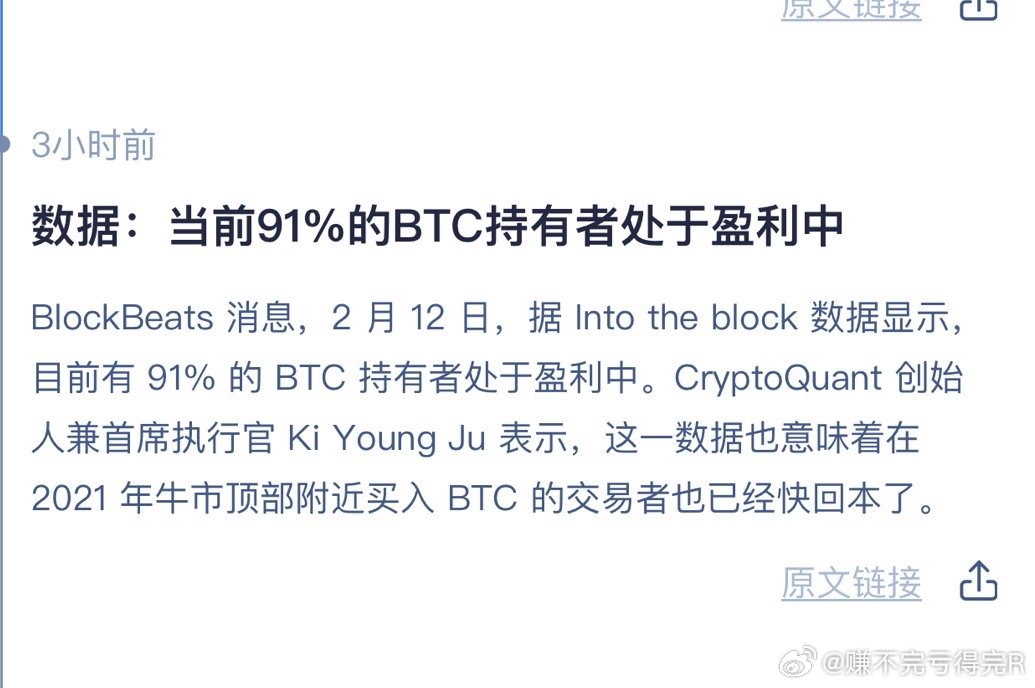 原文链接
3小时前
数据：当前91%的BTC持有者处于盈利中
BlockBeats 消息，2 月 12 日，据 Into the block 数据显示，
目前有 91% 的 BTC 持有者处于盈利中。CryptoQuant 创始
人兼首席执行官 Ki Young Ju 表示，这一数据也意味着在
2021 年牛市顶部附近买入 BTC 的交易者也已经快回本了。
原文链接
@赚不完亏得完R